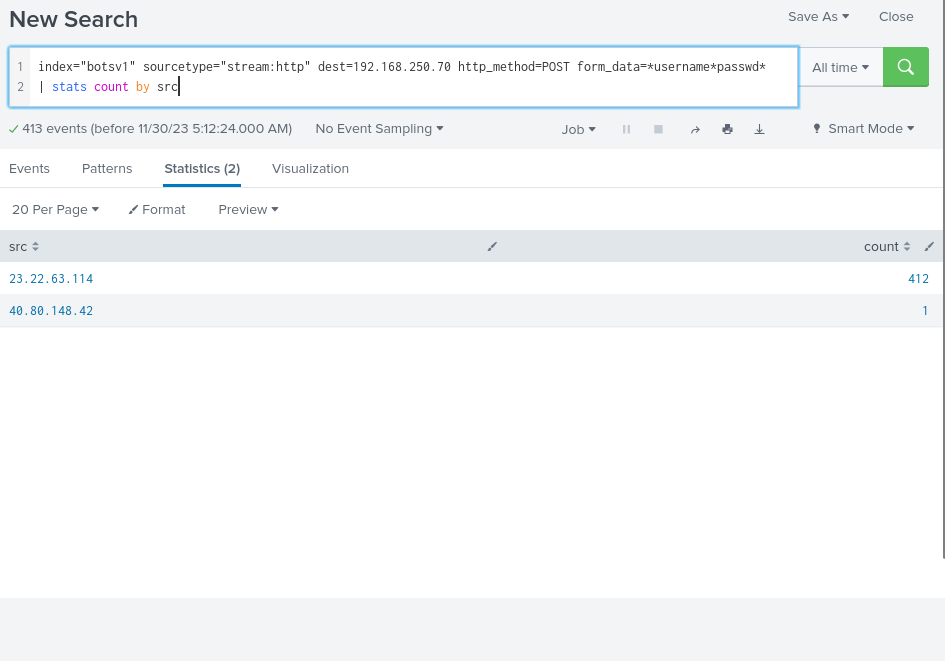 New Search
Save As
Close
1 index="botsv1" sourcetype="stream:http" dest=192.168.250.70 http_method=POST form_data=*username*passwd*
2 | stats count by src
All time
413 events (before 11/30/23 5:12:24.000 AM)
No Event Sampling
Job
Smart Mode
Events
Patterns
Statistics (2)
Visualization
20 Per Page
Format
Preview
src
count
23.22.63.114
412
40.80.148.42
1